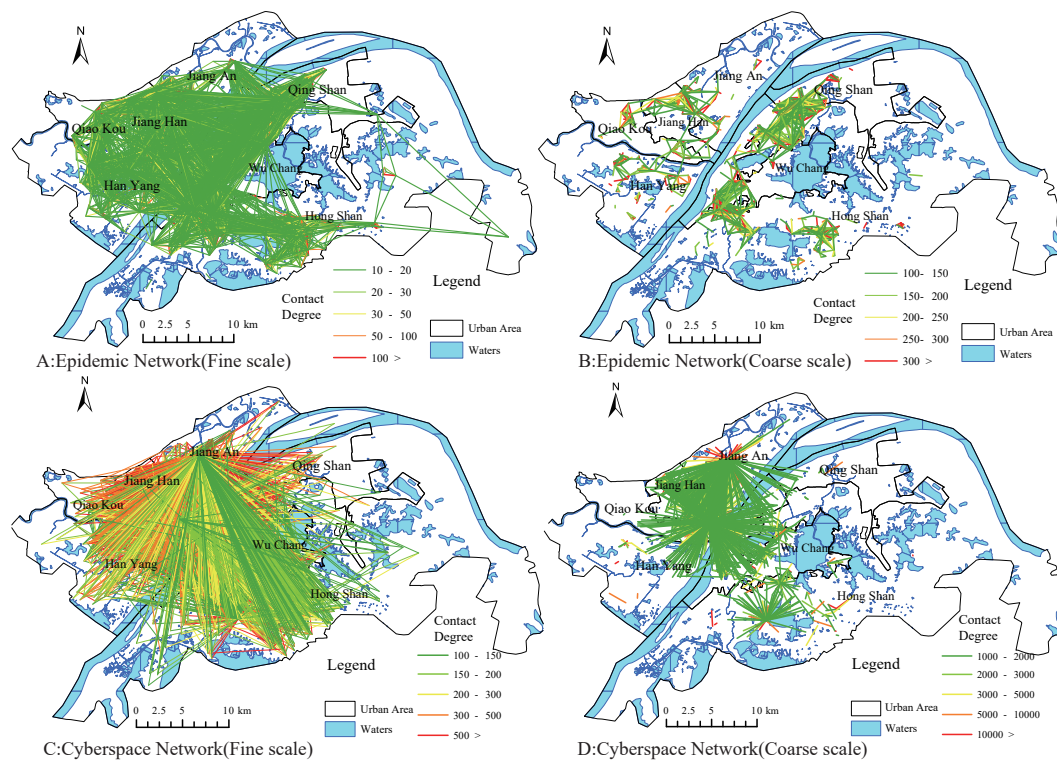 N
Jiang An
Qing Shan
Jiang Han
Qiao Kou
Wu Chang
Han Yang
Hong Shan
Legend
Contact
Degree
10 - 20
20 - 30
30 - 50
50 - 100
100 >
Urban Area
Waters
0 2.5 5 10 km
A:Epidemic Network(Fine scale)
N
Jiang An
Qing Shan
Jiang Han
Qiao Kou
Wu Chang
Han Yang
Hong Shan
Legend
Contact
Degree
100- 150
150- 200
200- 250
250- 300
300 >
Urban Area
Waters
0 2.5 5 10 km
B:Epidemic Network(Coarse scale)
N
Jiang An
Qing Shan
Jiang Han
Qiao Kou
Wu Chang
Han Yang
Hong Shan
Legend
Contact
Degree
100 - 150
150 - 200
200 - 300
300 - 500
500 >
Urban Area
Waters
0 2.5 5 10 km
C:Cyberspace Network(Fine scale)
N
Jiang An
Qing Shan
Jiang Han
Qiao Kou
Wu Chang
Han Yang
Hong Shan
Legend
Contact
Degree
1000 - 2000
2000 - 3000
3000 - 5000
5000 - 10000
10000 >
Urban Area
Waters
0 2.5 5 10 km
D:Cyberspace Network(Coarse scale)